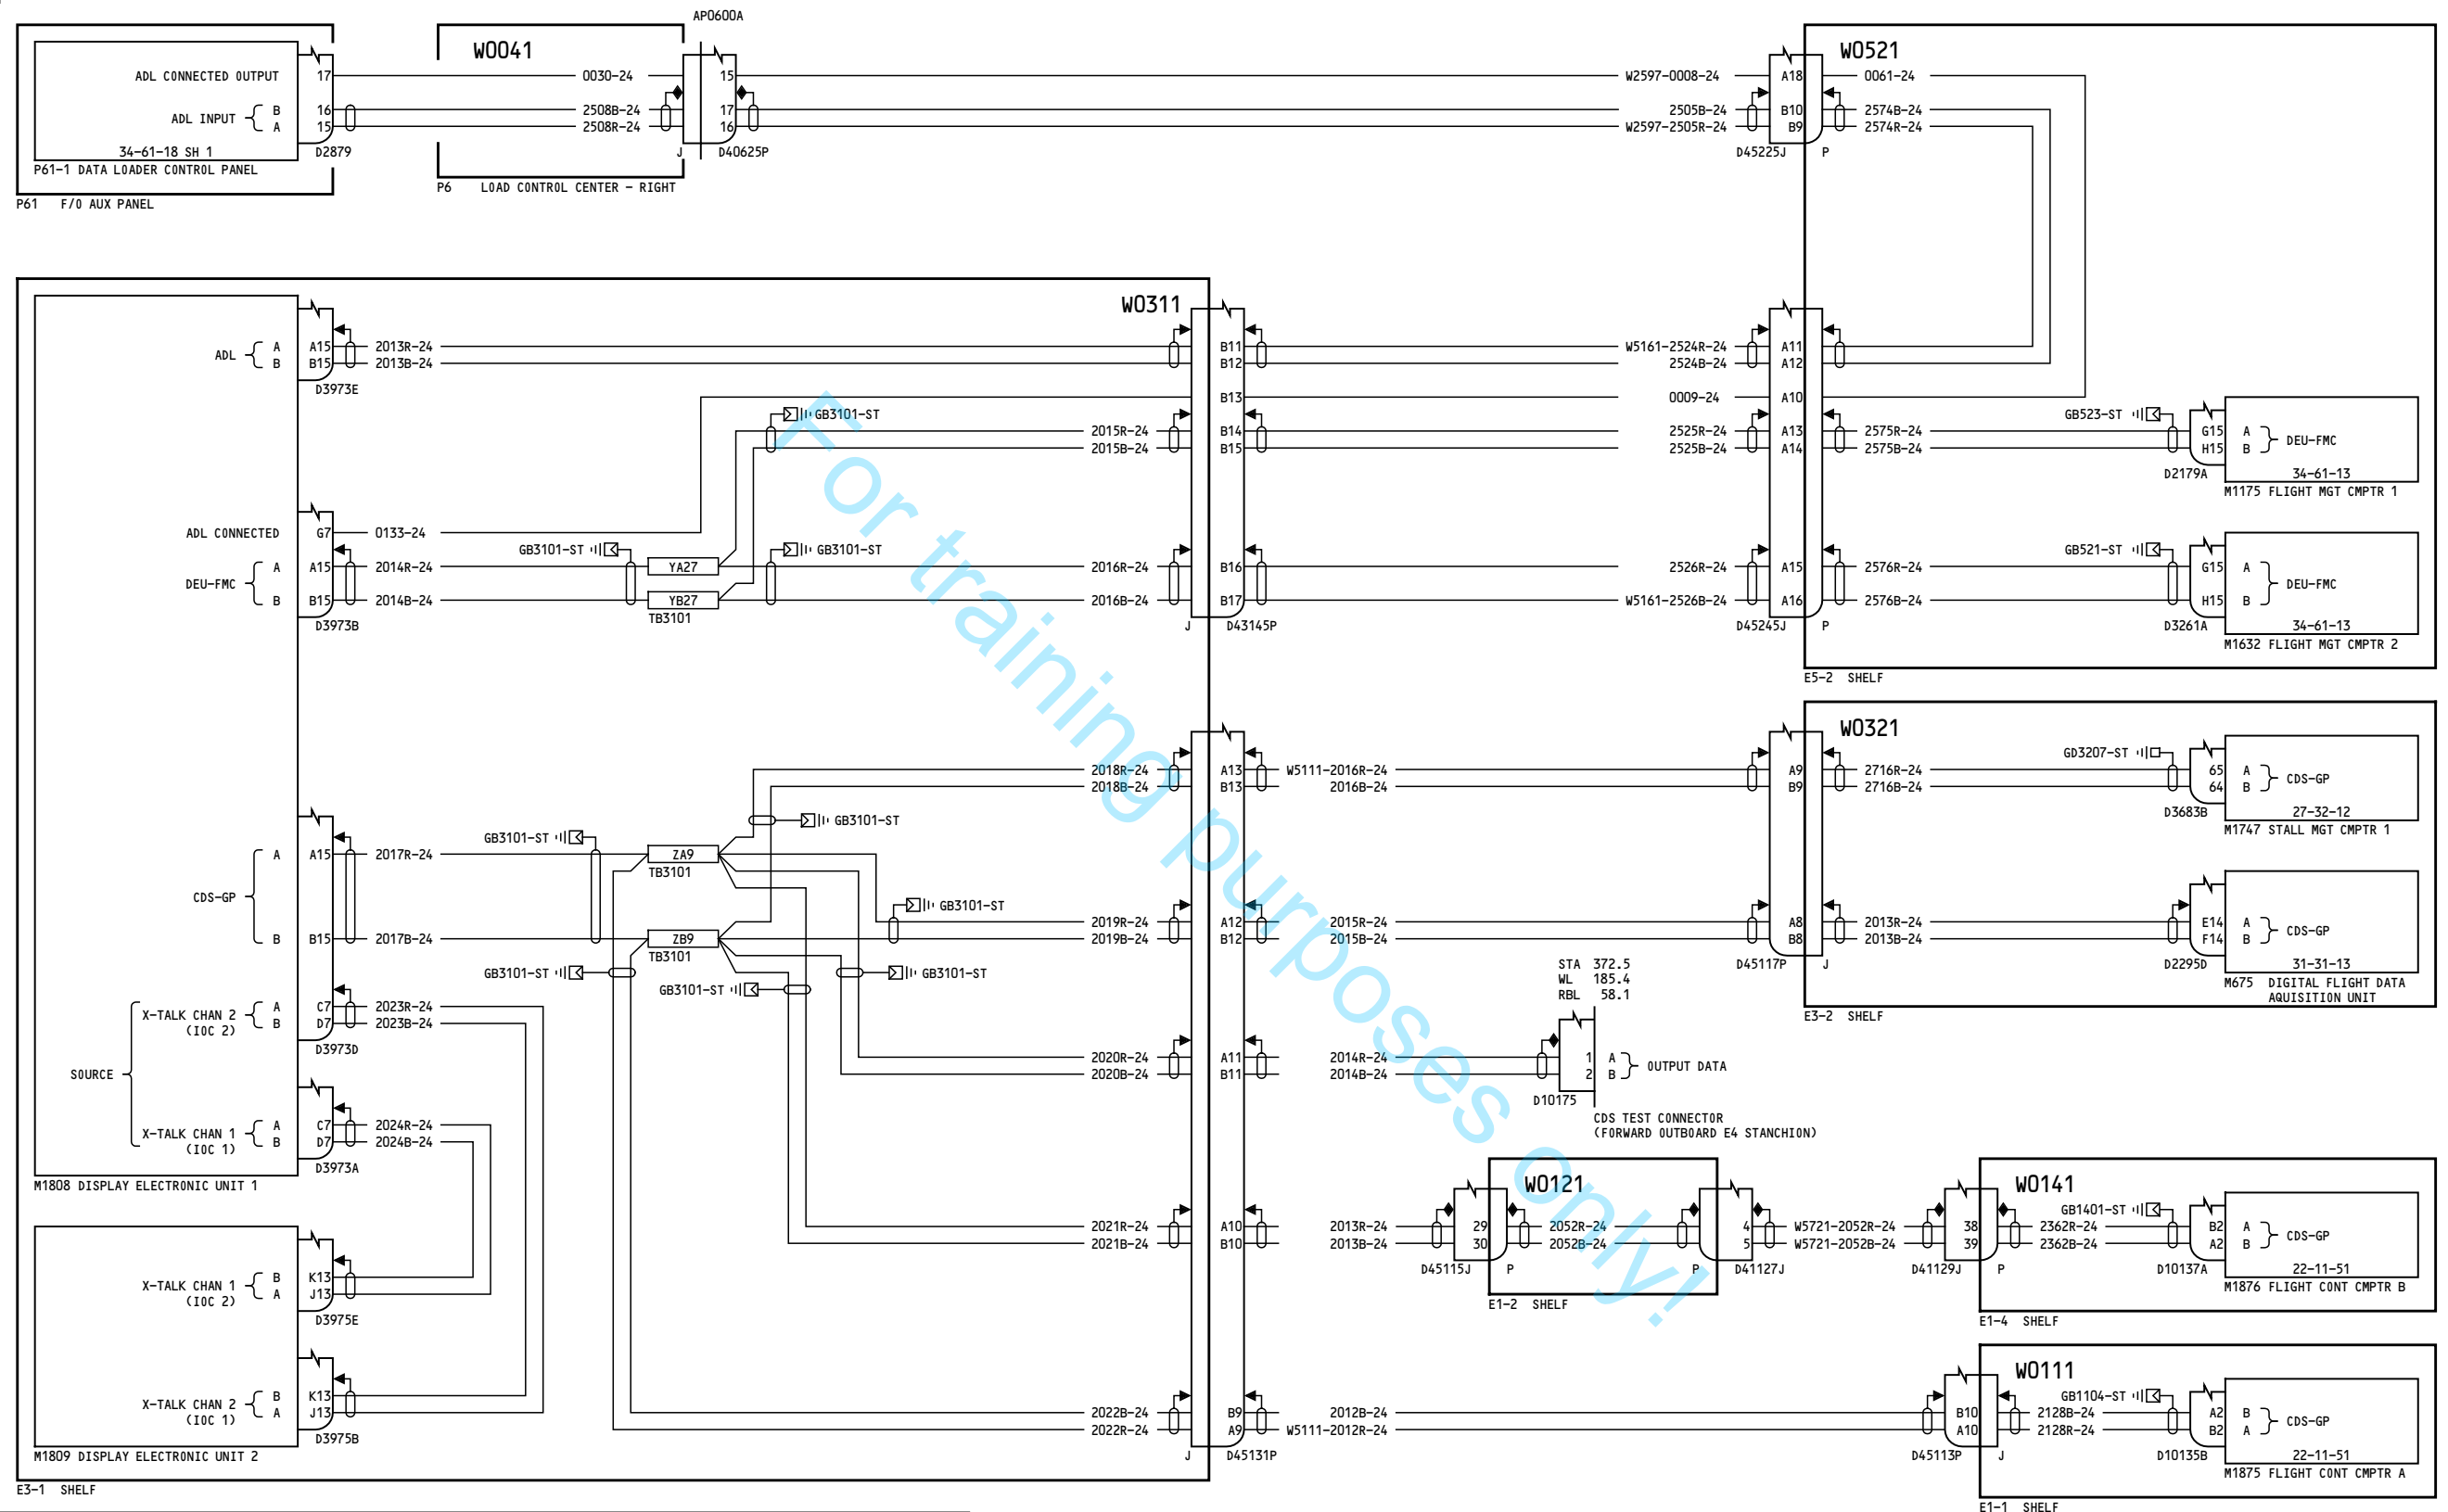 AP0600A
W0041
W0521
ADL CONNECTED OUTPUT
17
0030-24
15
W2597-0008-24
A18
0061-24
ADL INPUT
B
16
2508B-24
17
2505B-24
B10
2574B-24
A
15
2508R-24
16
W2597-2505R-24
B9
2574R-24
34-61-18 SH 1
D2879
J
D40625P
D45225J
P
P61-1 DATA LOADER CONTROL PANEL
P6 LOAD CONTROL CENTER - RIGHT
P61 F/O AUX PANEL
W0311
ADL
A
A15
2013R-24
B11
W5161-2524R-24
A11
B
B15
2013B-24
B12
2524B-24
A12
D3973E
B13
0009-24
A10
GB3101-ST
GB523-ST
2015R-24
B14
2525R-24
A13
2575R-24
G15
A
DEU-FMC
2015B-24
B15
2525B-24
A14
2575B-24
H15
B
D2179A
34-61-13
M1175 FLIGHT MGT CMPTR 1
ADL CONNECTED
G7
0133-24
GB3101-ST
GB3101-ST
GB521-ST
DEU-FMC
A
A15
2014R-24
YA27
2016R-24
B16
2526R-24
A15
2576R-24
G15
A
DEU-FMC
B
B15
2014B-24
YB27
2016B-24
B17
W5161-2526B-24
A16
2576B-24
H15
B
D3973B
TB3101
J
D43145P
D45245J
P
D3261A
34-61-13
M1632 FLIGHT MGT CMPTR 2
E5-2 SHELF
W0321
GD3207-ST
2018R-24
A13
W5111-2016R-24
A9
2716R-24
65
A
CDS-GP
2018B-24
B13
2016B-24
B9
2716B-24
64
B
D3683B
27-32-12
M1747 STALL MGT CMPTR 1
GB3101-ST
GB3101-ST
CDS-GP
A
A15
2017R-24
ZA9
TB3101
GB3101-ST
2019R-24
A12
2015R-24
A8
2013R-24
E14
A
CDS-GP
B
B15
2017B-24
ZB9
TB3101
2019B-24
B12
2015B-24
B8
2013B-24
F14
B
D45117P
J
D2295D
31-31-13
M675 DIGITAL FLIGHT DATA
AQUISITION UNIT
E3-2 SHELF
GB3101-ST
GB3101-ST
GB3101-ST
STA 372.5
WL 185.4
RBL 58.1
SOURCE
X-TALK CHAN 2
(IOC 2)
A
C7
2023R-24
B
D7
2023B-24
D3973D
2020R-24
A11
2014R-24
1
A
OUTPUT DATA
2020B-24
B11
2014B-24
2
B
D10175
CDS TEST CONNECTOR
(FORWARD OUTBOARD E4 STANCHION)
X-TALK CHAN 1
(IOC 1)
A
C7
2024R-24
B
D7
2024B-24
D3973A
M1808 DISPLAY ELECTRONIC UNIT 1
W0121
W0141
GB1401-ST
2021R-24
A10
2013R-24
29
2052R-24
4
W5721-2052R-24
38
2362R-24
B2
A
CDS-GP
2021B-24
B10
2013B-24
30
2052B-24
5
W5721-2052B-24
39
2362B-24
A2
B
D45115J
P
P
D41127J
D41129J
P
D10137A
22-11-51
M1876 FLIGHT CONT CMPTR B
E1-2 SHELF
E1-4 SHELF
X-TALK CHAN 1
(IOC 2)
B
K13
A
J13
D3975E
W0111
GB1104-ST
X-TALK CHAN 2
(IOC 1)
B
K13
A
J13
D3975B
2022B-24
B9
2012B-24
B10
2128B-24
A2
B
CDS-GP
2022R-24
A9
W5111-2012R-24
A10
2128R-24
B2
A
J
D45131P
D45113P
J
D10135B
22-11-51
M1809 DISPLAY ELECTRONIC UNIT 2
M1875 FLIGHT CONT CMPTR A
E3-1 SHELF
E1-1 SHELF
For training purposes only!